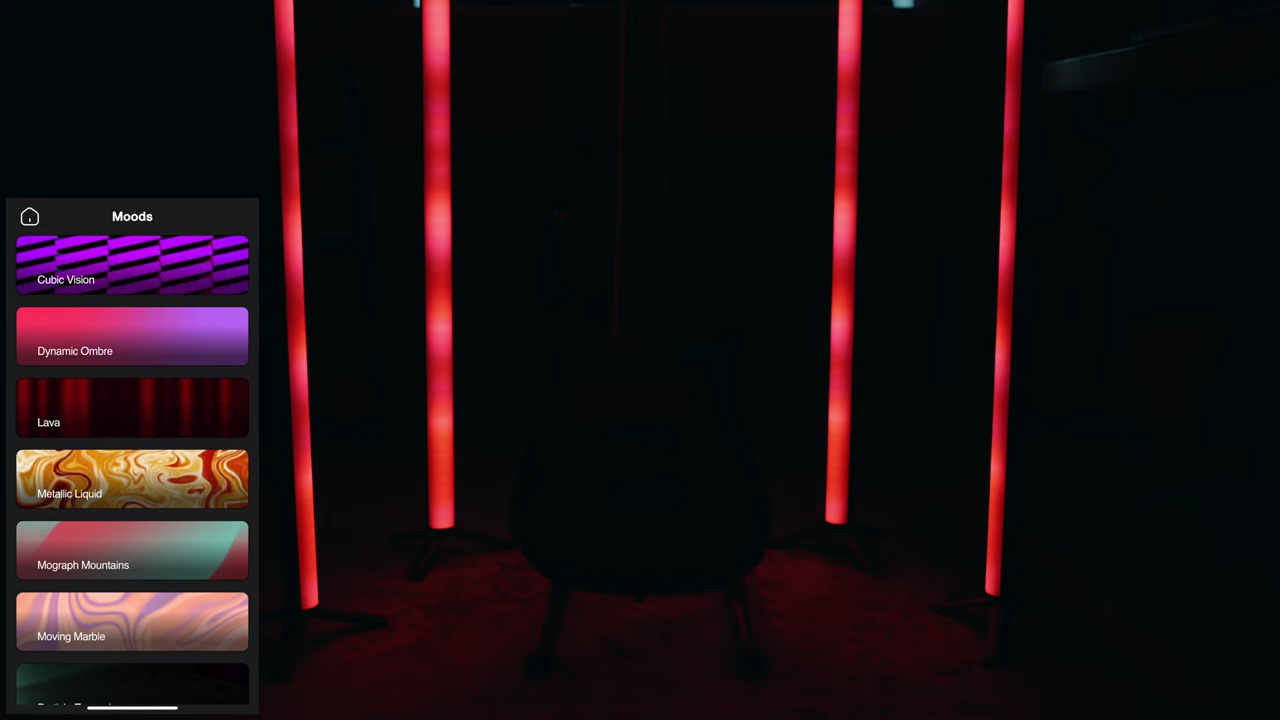 Moods
Cubic Vision
Dynamic Ombre
Lava
Metallic Liquid
Mograph Mountains
Moving Marble